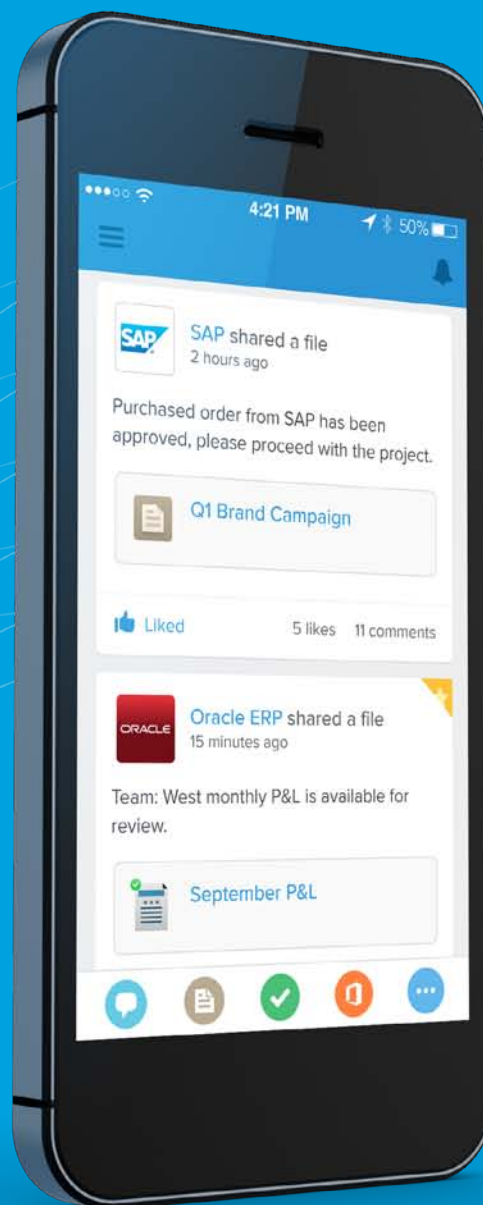 4:21 PM
50%
SAP
SAP shared a file
2 hours ago
Purchased order from SAP has been
approved, please proceed with the project.
Q1 Brand Campaign
Liked
5 likes 11 comments
ORACLE
Oracle ERP shared a file
15 minutes ago
Team: West monthly P&L is available for
review.
September P&L